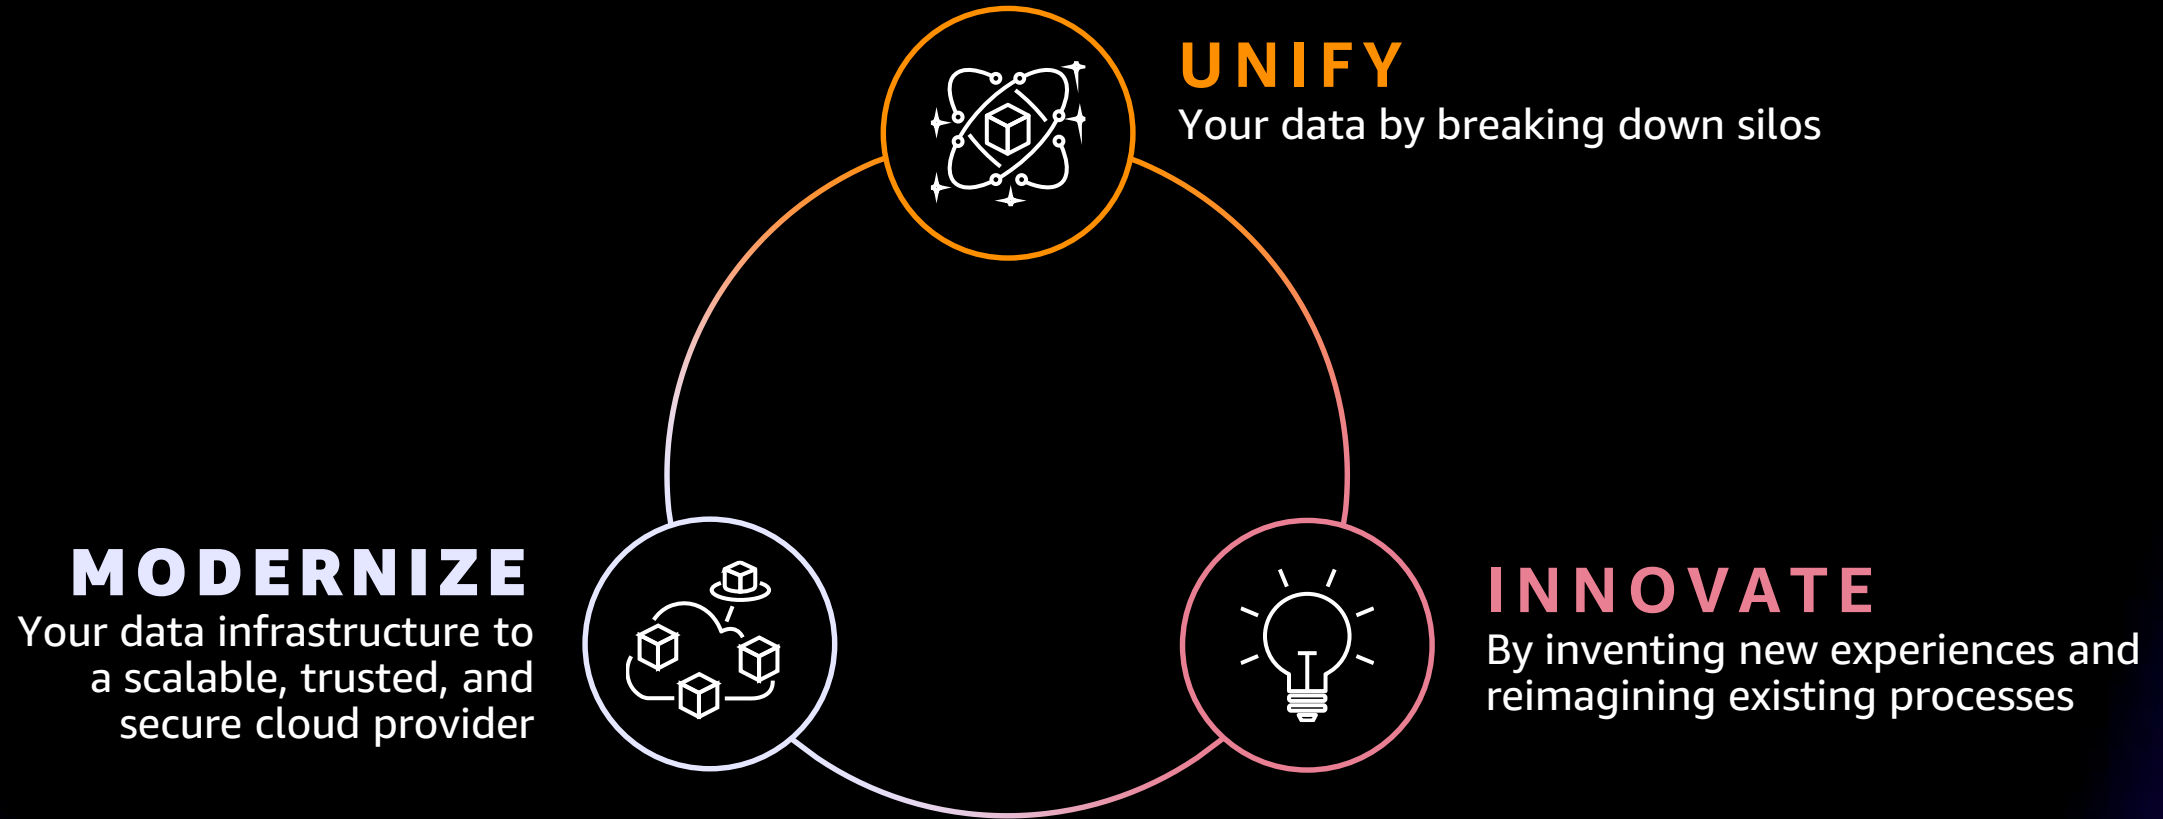 UNIFY
Your data by breaking down silos
MODERNIZE
Your data infrastructure to
a scalable, trusted, and
secure cloud provider
INNOVATE
By inventing new experiences and
reimagining existing processes